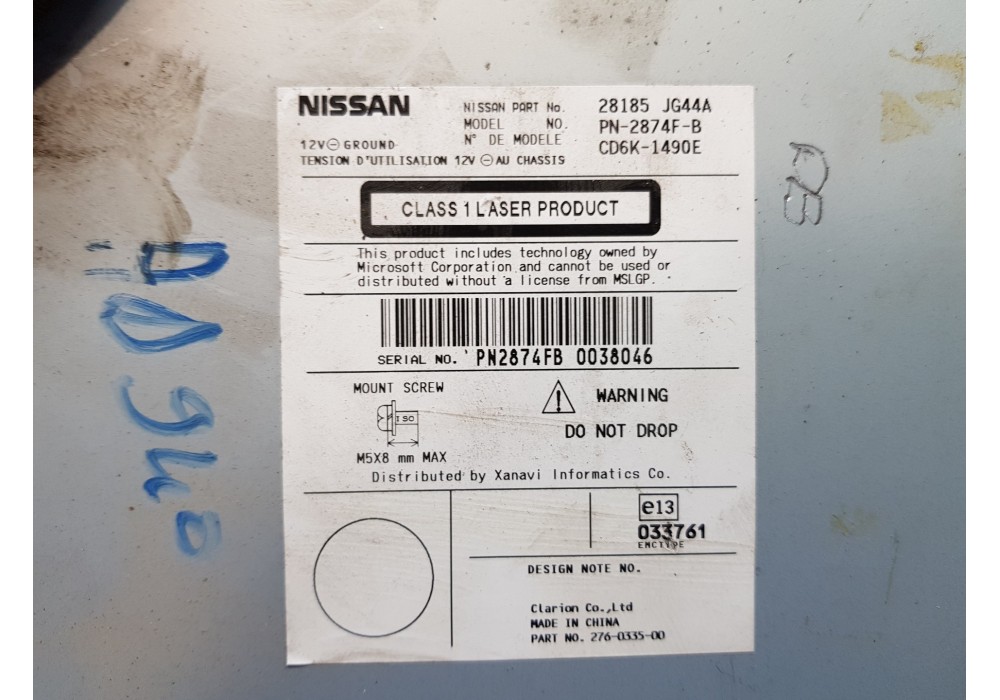 NISSAN
NISSAN PART No. 28185 JG44A
MODEL NO. PN-2874F-B
N° DE MODELE CD6K-1490E
12V⊖GROUND
TENSION D'UTILISATION 12V ⊖AU CHASSIS
CLASS 1 LASER PRODUCT
This product includes technology owned by
Microsoft Corporation and cannot be used or
distributed without a license from MSLGP.
SERIAL NO. PN2874FB 0038046
MOUNT SCREW
ISO
M5X8 mm MAX
WARNING
DO NOT DROP
Distributed by Xanavi Informatics Co.
e13
033761
EMCTYPE
DESIGN NOTE NO.
Clarion Co.,Ltd
MADE IN CHINA
PART NO. 276-0335-00